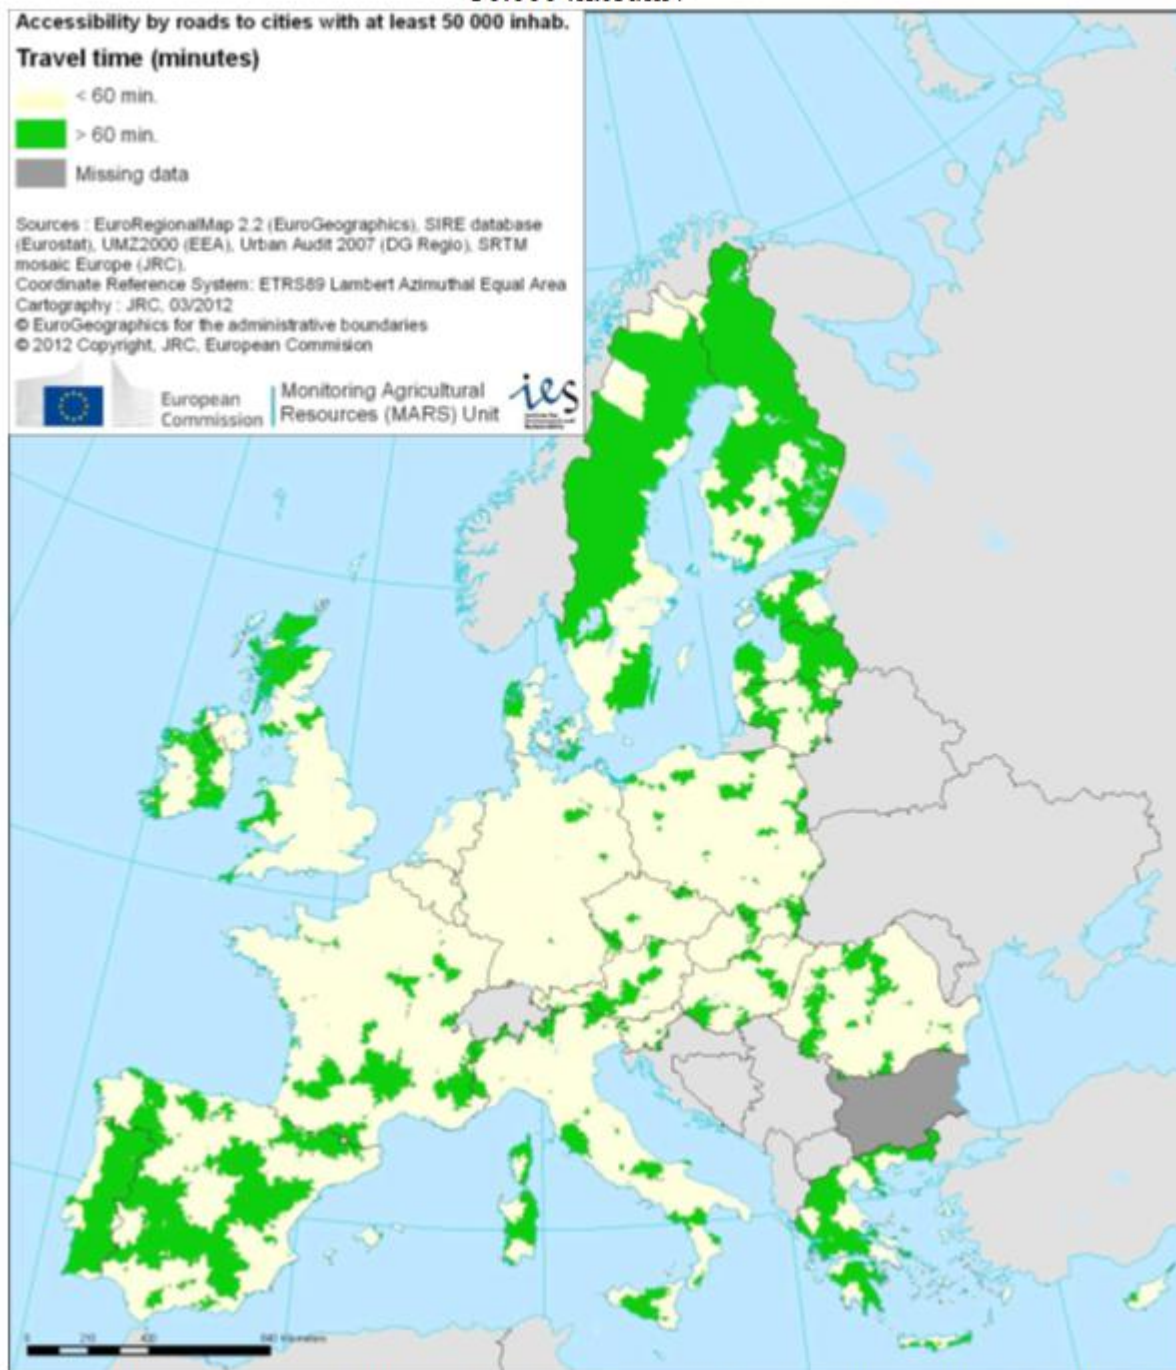 Accessibility by roads to cities with at least 50 000 inhab.
Travel time (minutes)
< 60 min.
> 60 min.
Missing data
Sources : EuroRegionalMap 2.2 (EuroGeographics), SIRE database
(Eurostat), UMZ2000 (EEA), Urban Audit 2007 (DG Regio), SRTM
mosaic Europe (JRC).
Coordinate Reference System: ETRS89 Lambert Azimuthal Equal Area
Cartography : JRC, 03/2012
© EuroGeographics for the administrative boundaries
© 2012 Copyright, JRC, European Commision
European
Commission
Monitoring Agricultural
Resources (MARS) Unit
ies
0